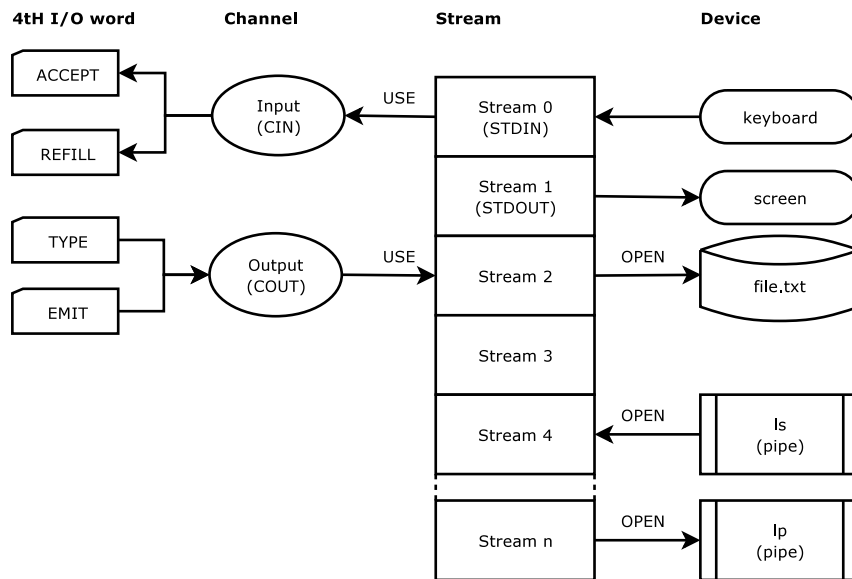 4tH I/O word Channel Stream Device
ACCEPT
REFILL
TYPE
EMIT
Input
(CIN)
Output
(COUT)
USE
USE
Stream 0
(STDIN)
Stream 1
(STDOUT)
Stream 2
Stream 3
Stream 4
Stream n
OPEN
OPEN
OPEN
keyboard
screen
file.txt
ls
(pipe)
lp
(pipe)